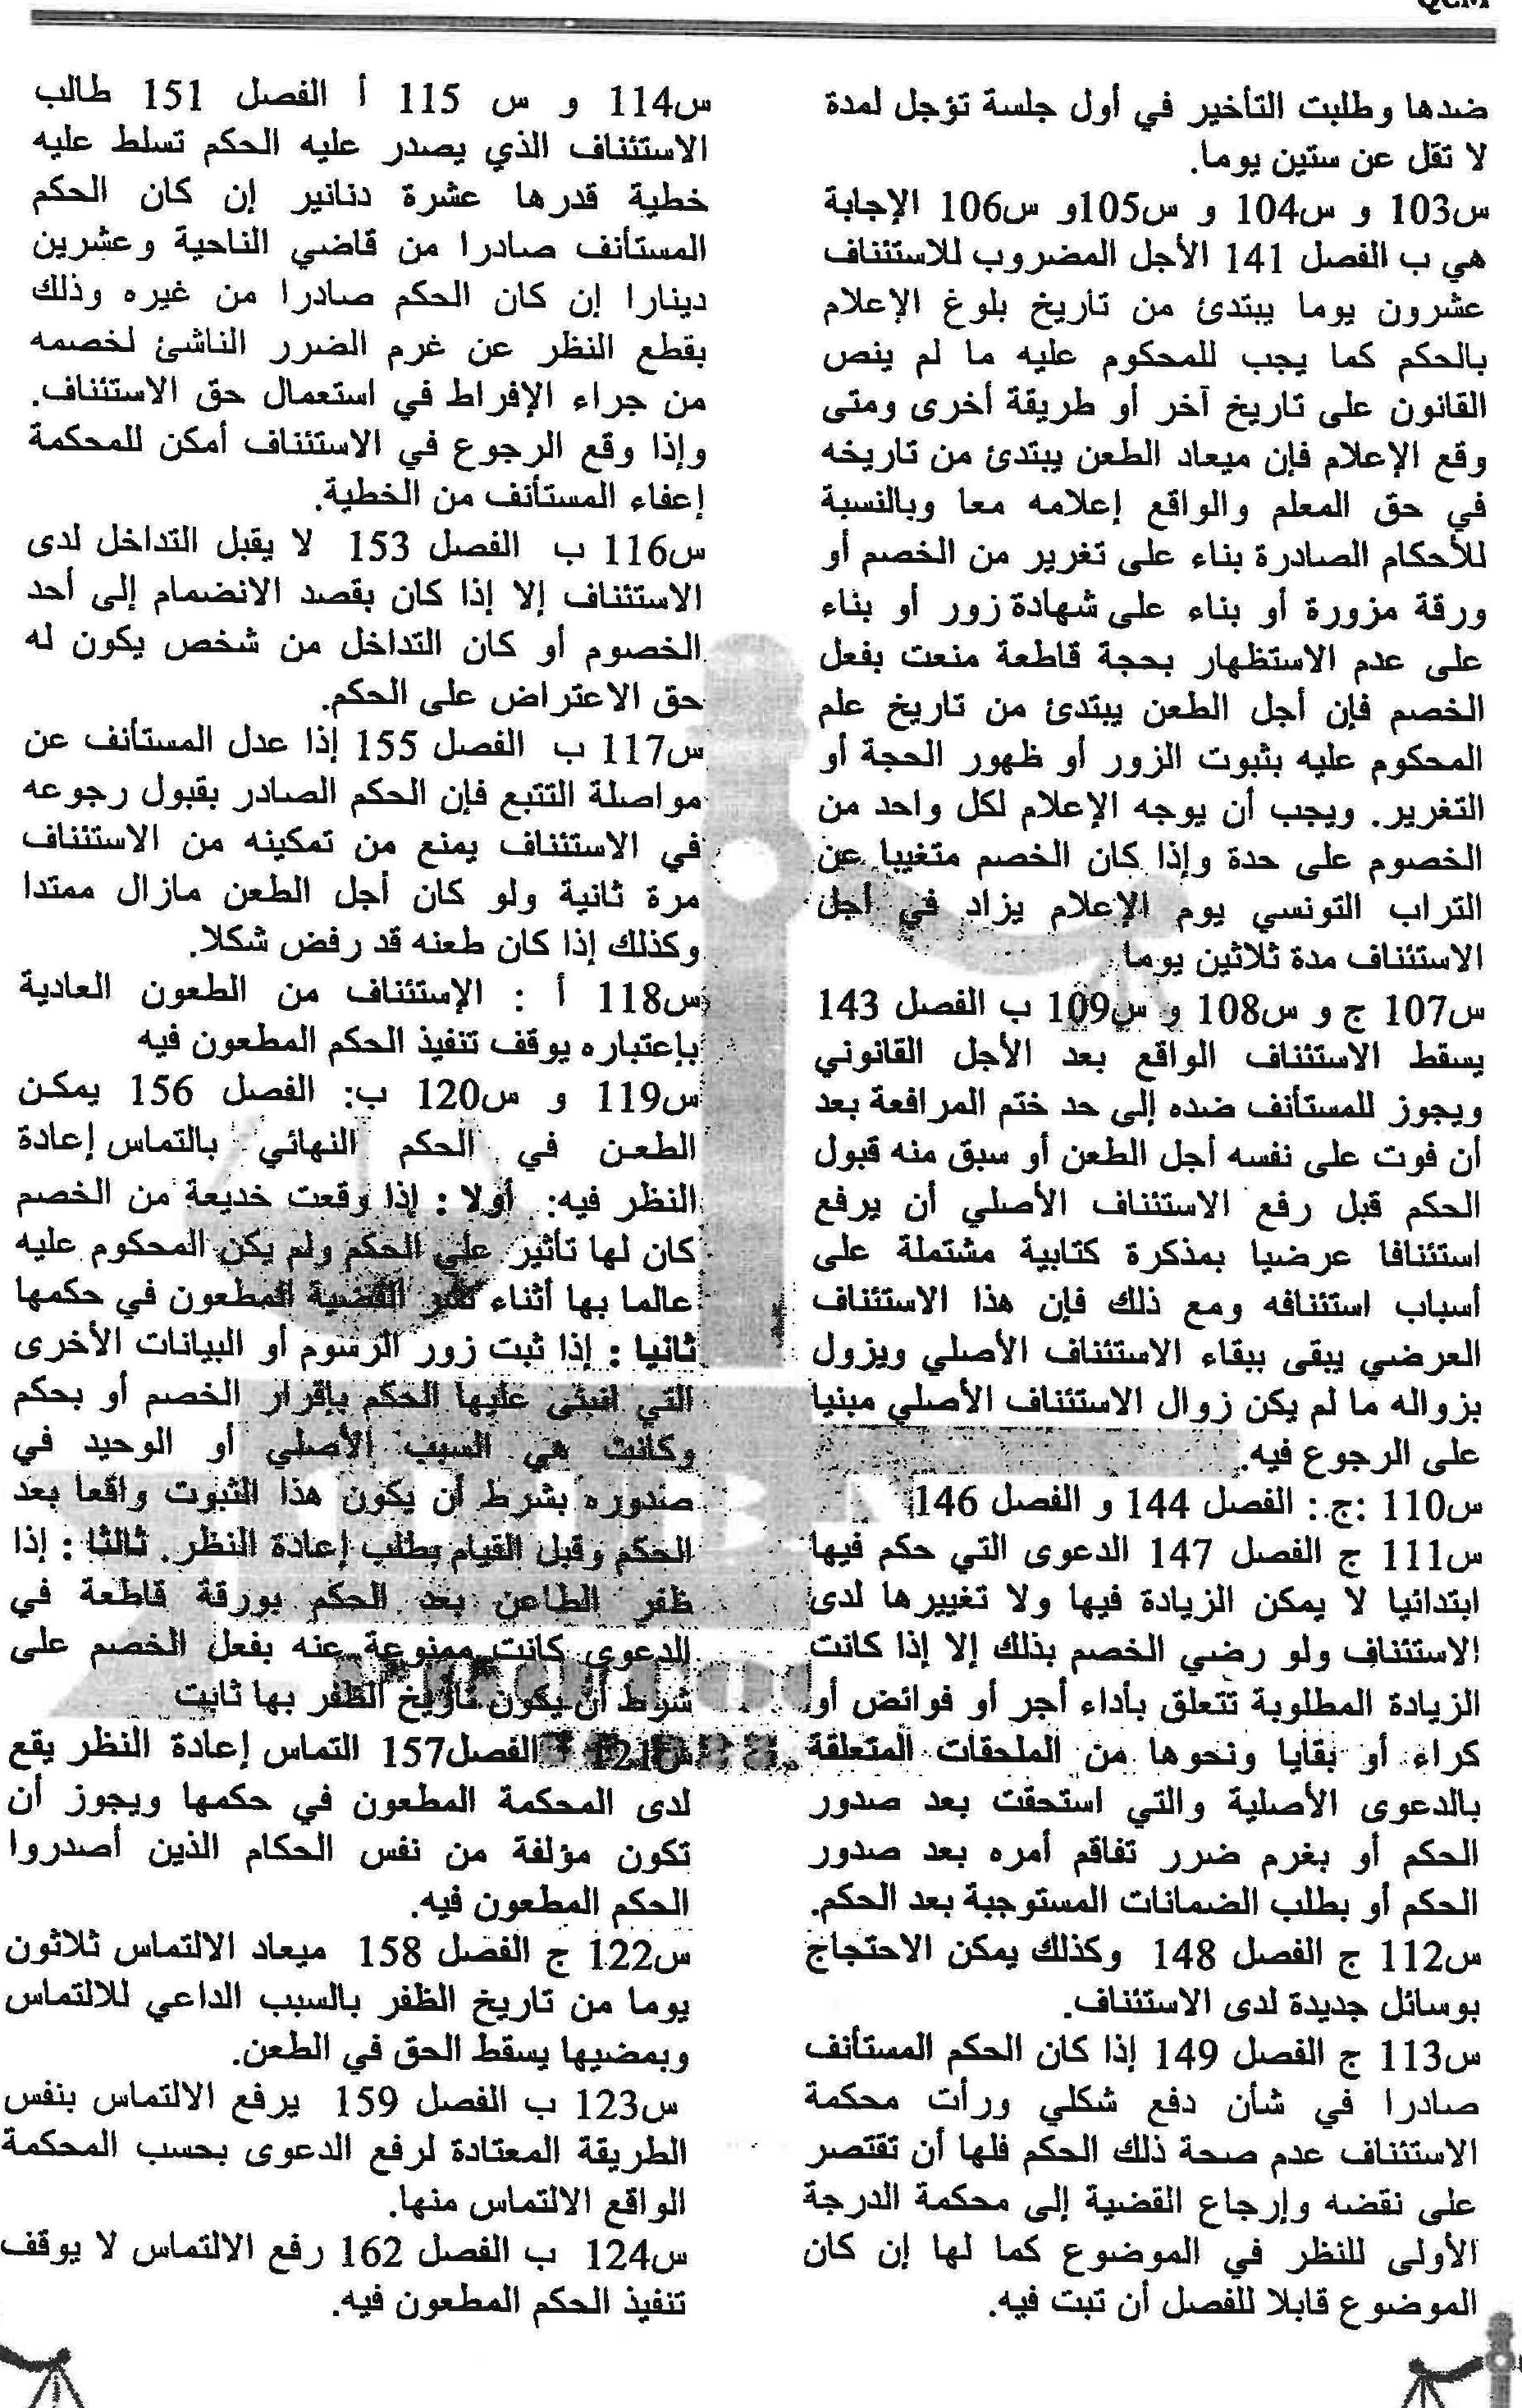 QCM
ضدها وطلبت التأخير في أول جلسة تؤجل لمدة
لا تقل عن ستين يوما.
س103 و س104 و س105و س106 الإجابة
هي ب الفصل 141 الأجل المضروب للاستئناف
عشرون يوما يبتدئ من تاريخ بلوغ الإعلام
بالحكم كما يجب للمحكوم عليه ما لم ينص
القانون على تاريخ آخر أو طريقة أخرى ومتى
وقع الإعلام فإن ميعاد الطعن يبتدئ من تاريخه
في حق المعلم والواقع إعلامه معا وبالنسبة
للأحكام الصادرة بناء على تغرير من الخصم أو
ورقة مزورة أو بناء على شهادة زور أو بناء
على عدم الاستظهار بحجة قاطعة منعت بفعل
الخصم فإن أجل الطعن يبتدئ من تاريخ علم
المحكوم عليه بثبوت الزور أو ظهور الحجة أو
التغرير. ويجب أن يوجه الإعلام لكل واحد من
الخصوم على حدة وإذا كان الخصم متغيبا عن
التراب التونسي يوم الإعلام يزاد في أجل
الاستئناف مدة ثلاثين يوما
س107 ج و س108 و س109 ب الفصل 143
يسقط الاستئناف الواقع بعد الأجل القانوني
ويجوز للمستأنف ضده إلى حد ختم المرافعة بعد
أن فوت على نفسه أجل الطعن أو سبق منه قبول
الحكم قبل رفع الاستئناف الأصلي أن يرفع
استئنافا عرضيا بمذكرة كتابية مشتملة على
أسباب استئنافه ومع ذلك فإن هذا الاستئناف
العرضي يبقى ببقاء الاستئناف الأصلي ويزول
بزواله ما لم يكن زوال الاستئناف الأصلي مبنيا
على الرجوع فيه.
س110 :ج: الفصل 144 و الفصل 146
س111 ج الفصل 147 الدعوى التي حكم فيها
ابتدائيا لا يمكن الزيادة فيها ولا تغييرها لدى
الاستئناف ولو رضي الخصم بذلك إلا إذا كانت
الزيادة المطلوبة تتعلق بأداء أجر أو فوائض أو
كراء أو بقايا ونحوها من الملحقات المتعلقة
بالدعوى الأصلية والتي استحقت بعد صدور
الحكم أو بغرم ضرر تفاقم أمره بعد صدور
الحكم أو بطلب الضمانات المستوجبة بعد الحكم.
س112 ج الفصل 148 وكذلك يمكن الاحتجاج
بوسائل جديدة لدى الاستئناف.
س113 ج الفصل 149 إذا كان الحكم المستأنف
صادرا في شأن دفع شكلي ورأت محكمة
الاستئناف عدم صحة ذلك الحكم فلها أن تقتصر
على نقضه وإرجاع القضية إلى محكمة الدرجة
الأولى للنظر في الموضوع كما لها إن كان
الموضوع قابلا للفصل أن تبت فيه.
س114 و س 115 أ الفصل 151 طالب
الاستئناف الذي يصدر عليه الحكم تسلط عليه
خطية قدرها عشرة دنانير إن كان الحكم
المستأنف صادرا من قاضي الناحية وعشرين
دينارا إن كان الحكم صادرا من غيره وذلك
بقطع النظر عن غرم الضرر الناشئ لخصمه
من جراء الإفراط في استعمال حق الاستئناف.
وإذا وقع الرجوع في الاستئناف أمكن للمحكمة
إعفاء المستأنف من الخطية.
س116 ب الفصل 153 لا يقبل التداخل لدى
الاستئناف إلا إذا كان بقصد الانضمام إلى أحد
الخصوم أو كان التداخل من شخص يكون له
حق الاعتراض على الحكم.
س117 ب الفصل 155 إذا عدل المستأنف عن
مواصلة التتبع فإن الحكم الصادر بقبول رجوعه
في الاستئناف يمنع من تمكينه من الاستئناف
مرة ثانية ولو كان أجل الطعن مازال ممتدا
وكذلك إذا كان طعنه قد رفض شكلا.
س118 أ : الإستئناف من الطعون العادية
بإعتباره يوقف تنفيذ الحكم المطعون فيه
س119 و س120 ب: الفصل 156 يمكن
الطعن في الحكم النهائي بالتماس إعادة
النظر فيه: أولا : إذا وقعت خديعة من الخصم
كان لها تأثير على الحكم ولم يكن المحكوم عليه
عالما بها أثناء نشر القضية المطعون في حكمها
ثانيا : إذا ثبت زور الرسوم أو البيانات الأخرى
التي انبنى عليها الحكم بإقرار الخصم أو بحكم
وكانت هي السبب الأصلي أو الوحيد في
صدوره بشرط أن يكون هذا الثبوت واقعا بعد
الحكم وقبل القيام بطلب إعادة النظر. ثالثا : إذا
ظفر الطاعن بعد الحكم بورقة قاطعة في
الدعوى كانت ممنوعة عنه بفعل الخصم على
شرط أن يكون تاريخ الظفر بها ثابت
س121 الفصل157 التماس إعادة النظر يقع
لدى المحكمة المطعون في حكمها ويجوز أن
تكون مؤلفة من نفس الحكام الذين أصدروا
الحكم المطعون فيه.
س122 ج الفصل 158 ميعاد الالتماس ثلاثون
يوما من تاريخ الظفر بالسبب الداعي للالتماس
وبمضيها يسقط الحق في الطعن.
س123 ب الفصل 159 يرفع الالتماس بنفس
الطريقة المعتادة لرفع الدعوى بحسب المحكمة
الواقع الالتماس منها.
س124 ب الفصل 162 رفع الالتماس لا يوقف
تنفيذ الحكم المطعون فيه.